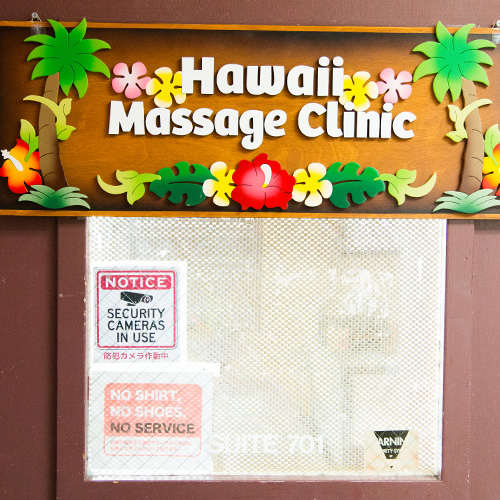 Hawaii
Massage Clinic
NOTICE
SECURITY
CAMERAS
IN USE
防犯カメラ作動中
NO SHIRT,
NO SHOES,
NO SERVICE
SUITE 701
ARNIN